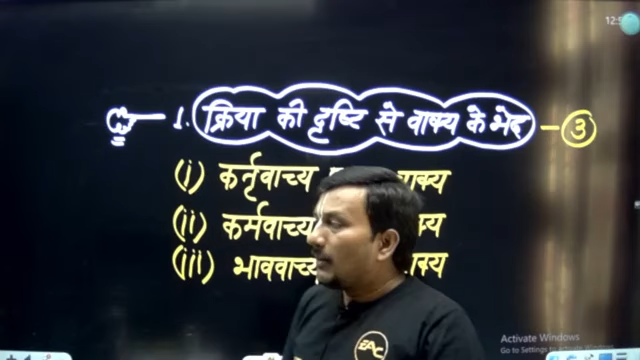 12:5
1. क्रिया की दृष्टि से वाक्य के भेद – 3
(i) कर्तृवाच्य वाक्य
(ii) कर्मवाच्य
(iii) भाववाच्य
EAC
Activate Windows
Go to Settings to activate Windows.